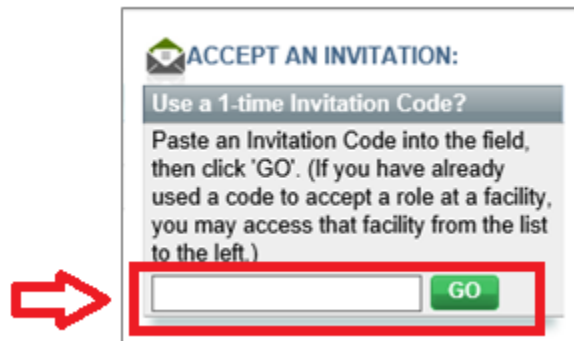 ACCEPT AN INVITATION:
Use a 1-time Invitation Code?
Paste an Invitation Code into the field,
then click 'GO'. (If you have already
used a code to accept a role at a facility,
you may access that facility from the list
to the left.)
GO